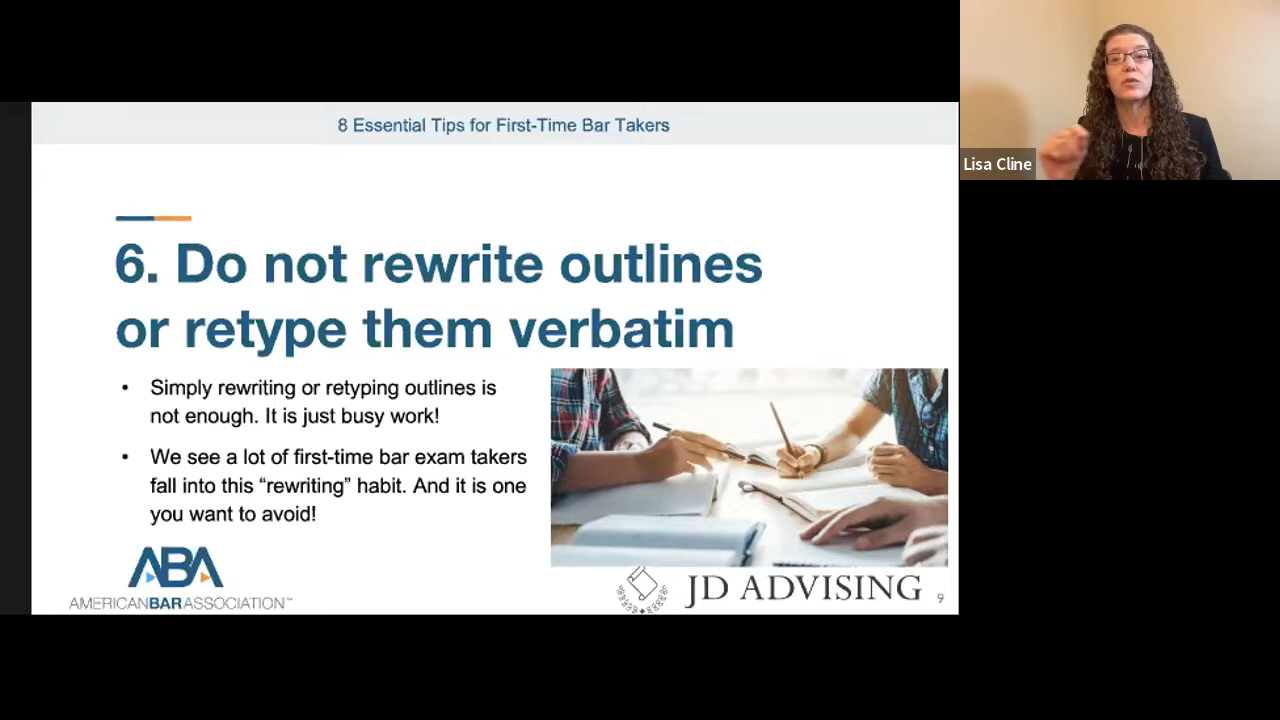 8 Essential Tips for First-Time Bar Takers
6. Do not rewrite outlines
or retype them verbatim
• Simply rewriting or retyping outlines is
not enough. It is just busy work!
• We see a lot of first-time bar exam takers
fall into this “rewriting” habit. And it is one
you want to avoid!
ABA
AMERICANBARASSOCIATION™
JD ADVISING
9
Lisa Cline